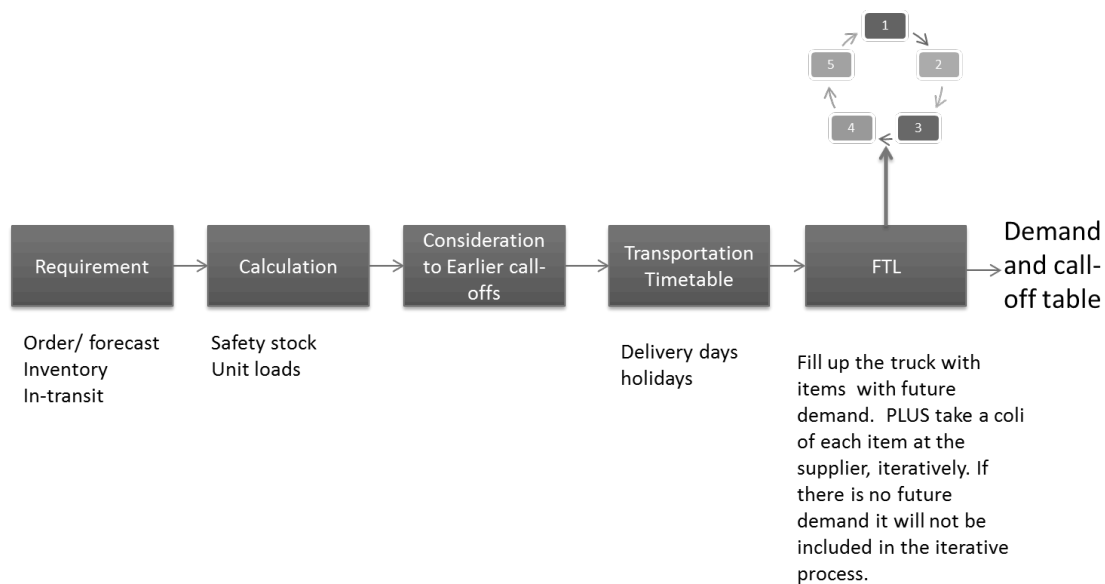 1
5
2
4
3
Requirement
Calculation
Consideration
to Earlier call-
offs
Transportation
Timetable
FTL
Demand
and call-
off table
Order/ forecast
Inventory
In-transit
Safety stock
Unit loads
Delivery days
holidays
Fill up the truck with
items  with future
demand.  PLUS take a coli
of each item at the
supplier, iteratively. If
there is no future
demand it will not be
included in the iterative
process.